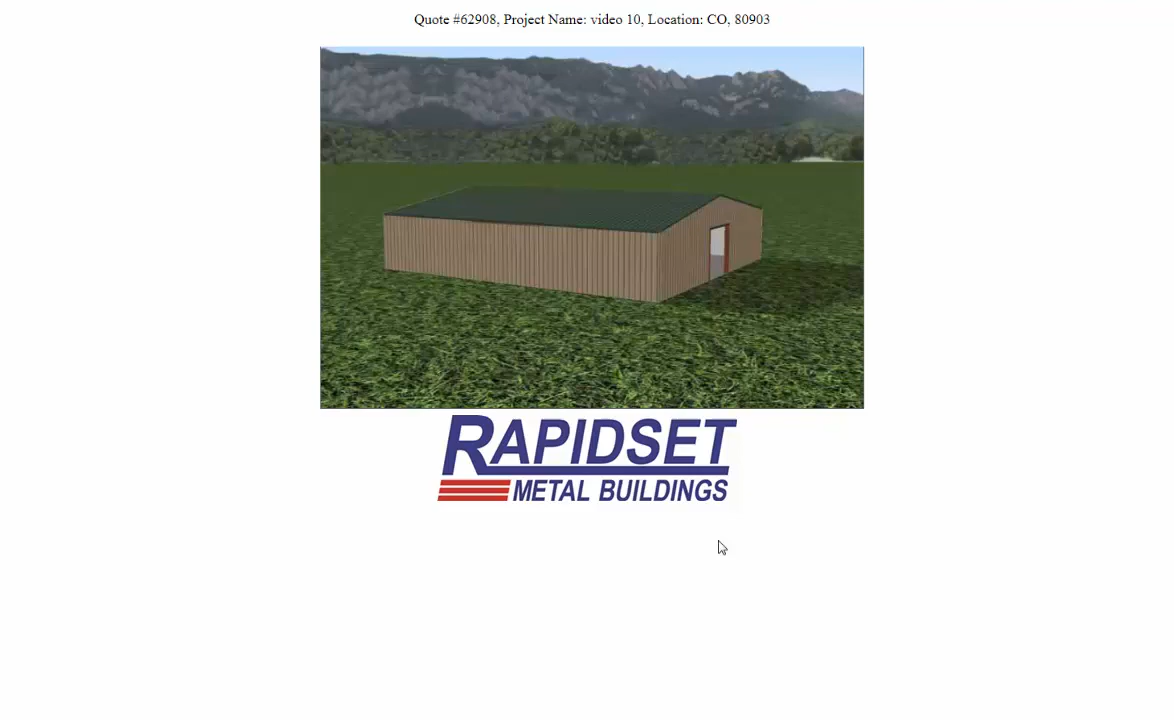 Quote #62908, Project Name: video 10, Location: CO, 80903
RAPIDSET
METAL BUILDINGS